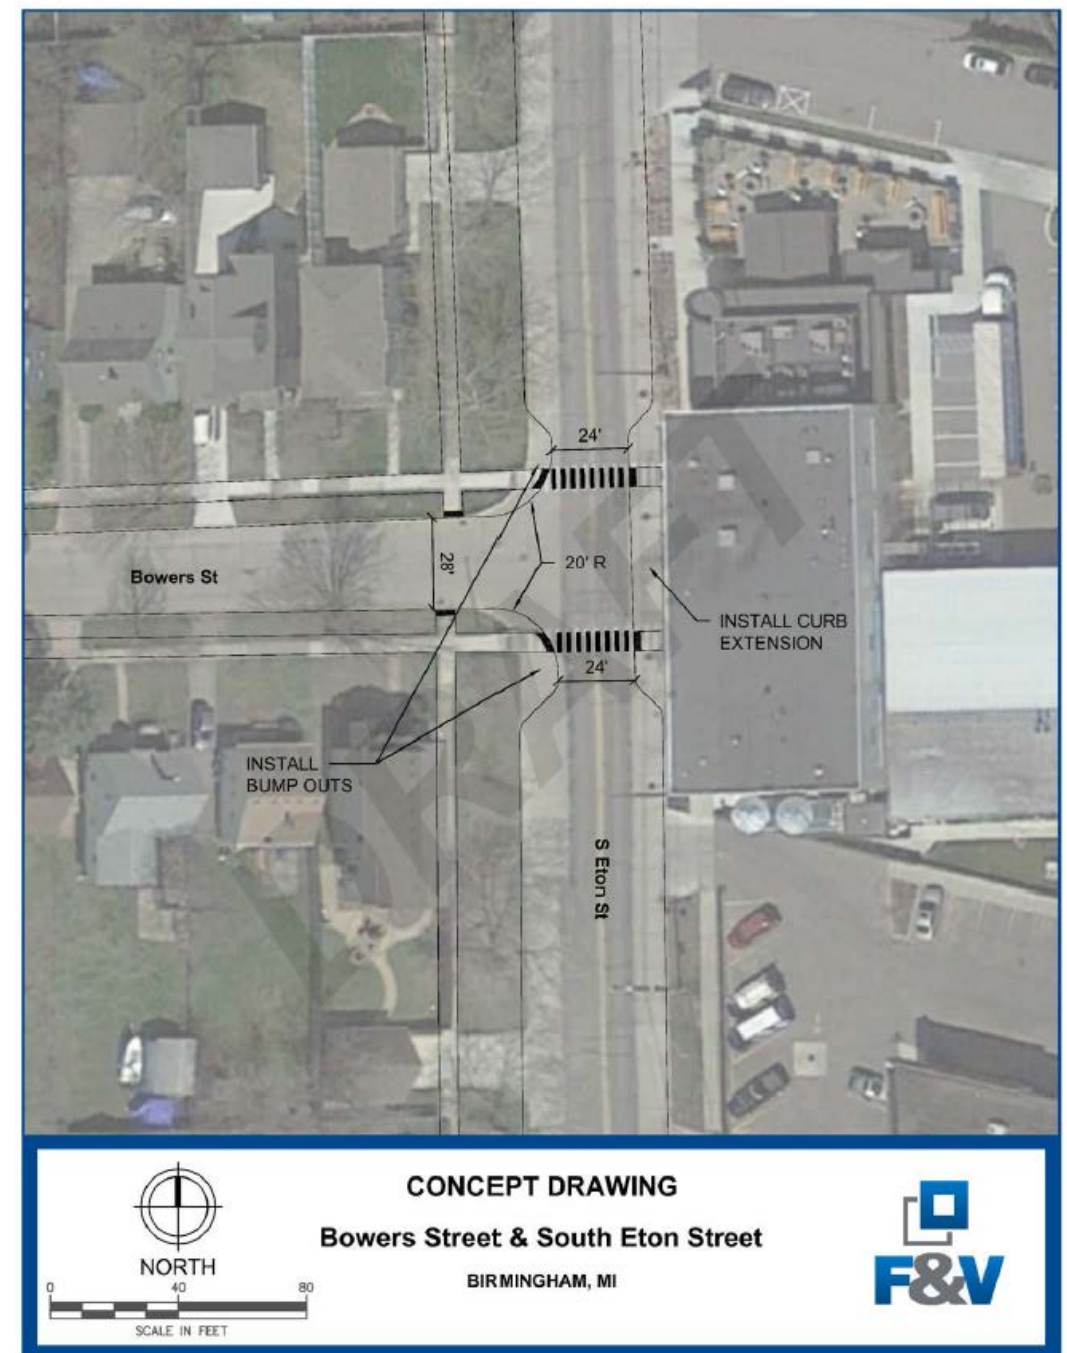 24'
28'
20' R
Bowers St
INSTALL CURB
EXTENSION
24'
INSTALL
BUMP OUTS
S Eton St
DRAFT
CONCEPT DRAWING
Bowers Street & South Eton Street
BIRMINGHAM, MI
NORTH
0 40 80
SCALE IN FEET
F&V